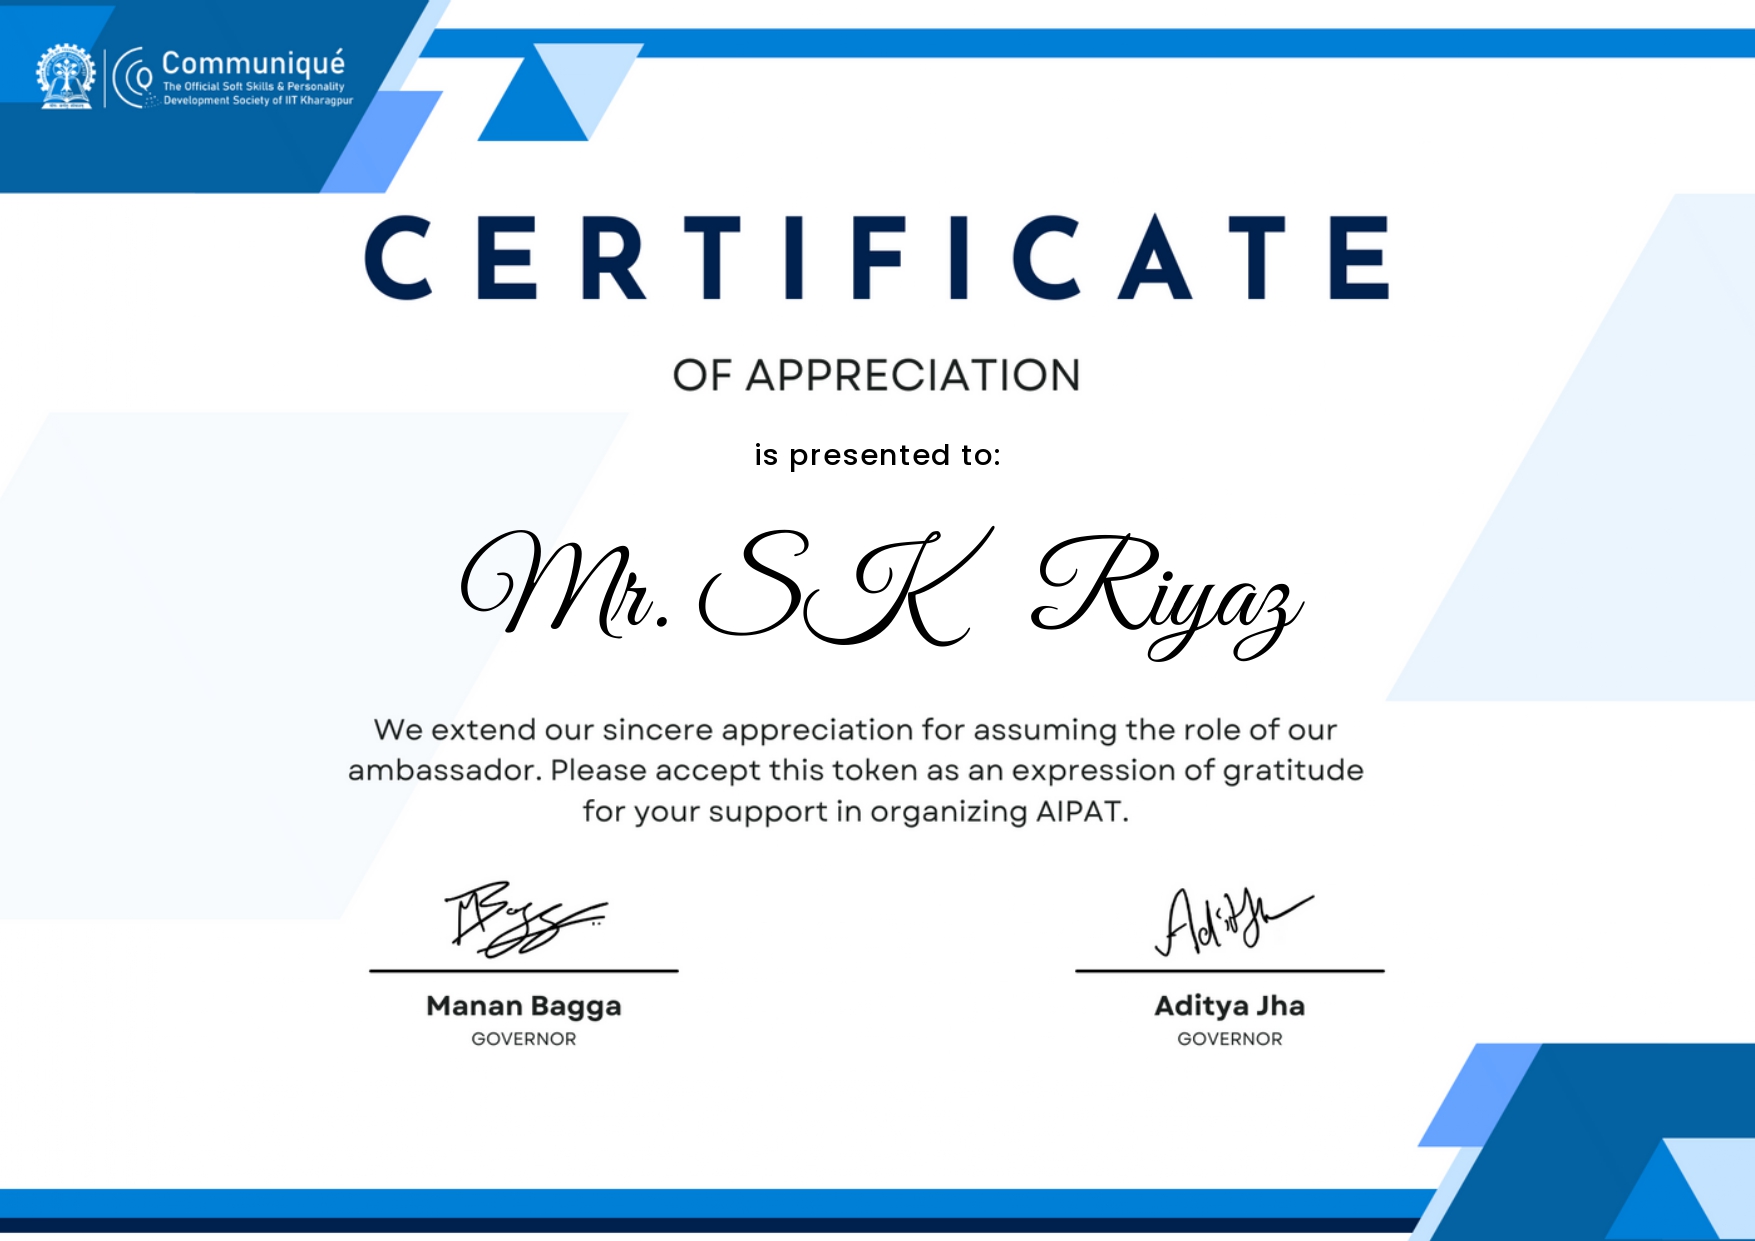 Communiqué
The Official Soft Skills & Personality
Development Society of IIT Kharagpur
CERTIFICATE
OF APPRECIATION
is presented to:
Mr. SK Riyaz
We extend our sincere appreciation for assuming the role of our
ambassador. Please accept this token as an expression of gratitude
for your support in organizing AIPAT.
Manan Bagga
GOVERNOR
Aditya Jha
GOVERNOR